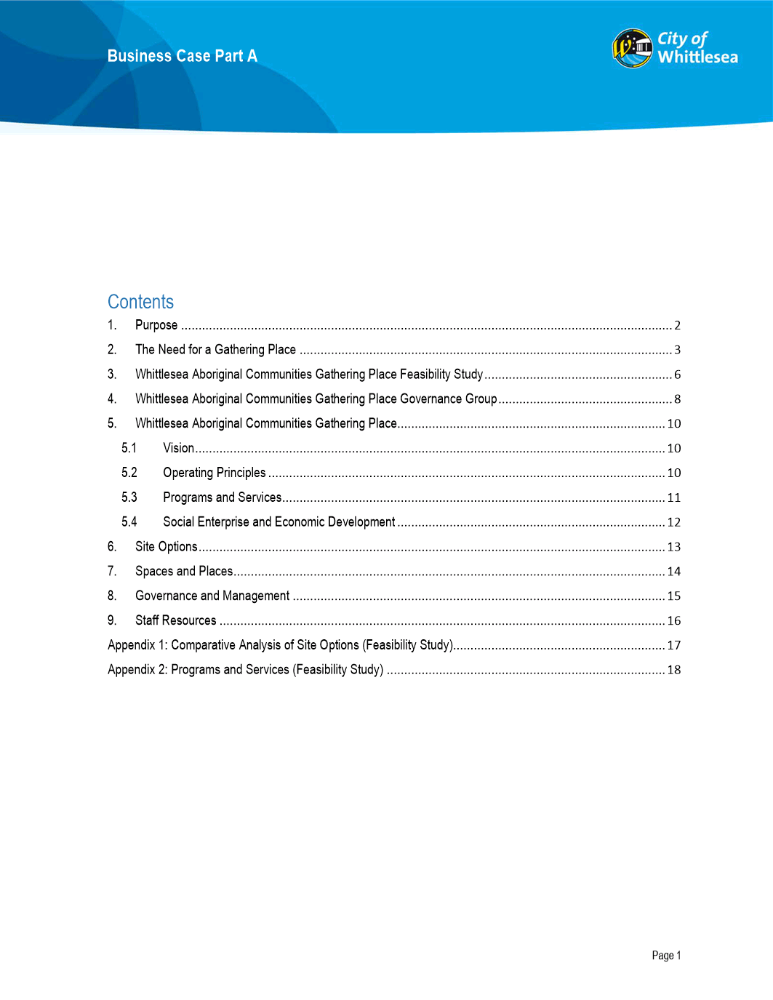 Business Case Part A
City of
Whittlesea
Contents
1. Purpose ........................................ 2
2. The Need for a Gathering Place ........................................ 3
3. Whittlesea Aboriginal Communities Gathering Place Feasibility Study ........................................ 6
4. Whittlesea Aboriginal Communities Gathering Place Governance Group ........................................ 8
5. Whittlesea Aboriginal Communities Gathering Place ........................................ 10
5.1 Vision ........................................ 10
5.2 Operating Principles ........................................ 10
5.3 Programs and Services ........................................ 11
5.4 Social Enterprise and Economic Development ........................................ 12
6. Site Options ........................................ 13
7. Spaces and Places ........................................ 14
8. Governance and Management ........................................ 15
9. Staff Resources ........................................ 16
Appendix 1: Comparative Analysis of Site Options (Feasibility Study) ........................................ 17
Appendix 2: Programs and Services (Feasibility Study) ........................................ 18
Page 1